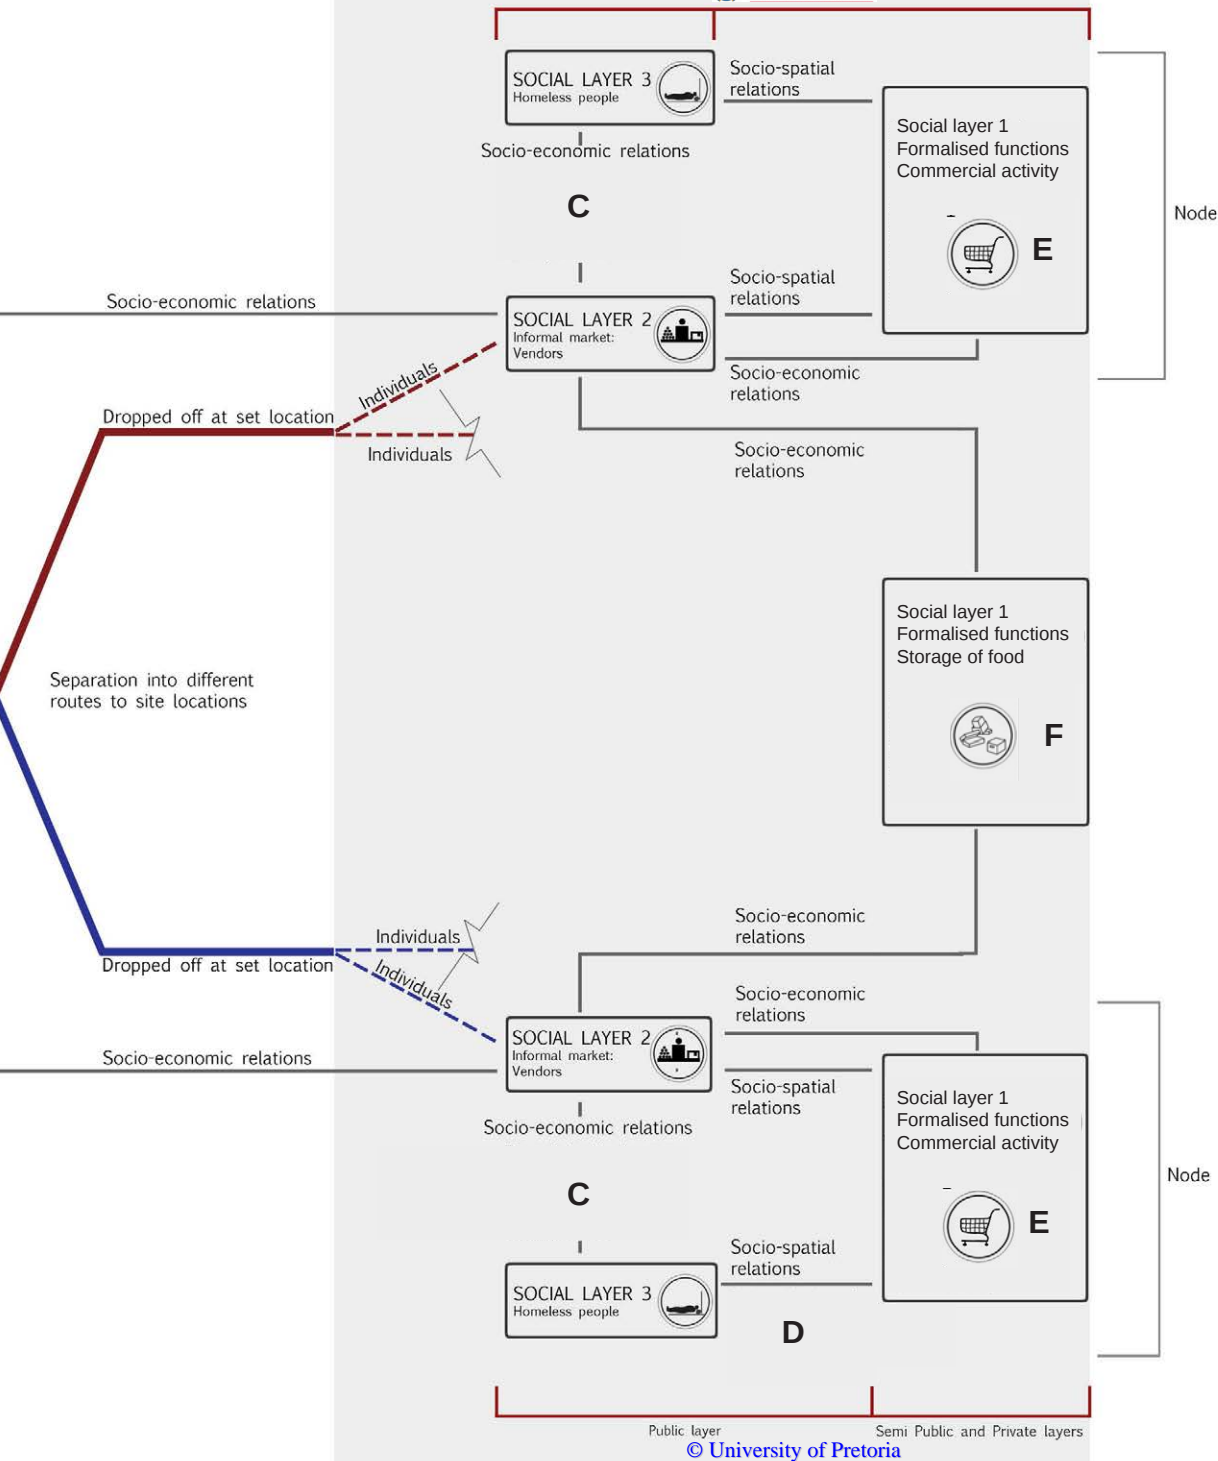 SOCIAL LAYER 3
Homeless people
Socio-spatial
relations
Social layer 1
Formalised functions
Commercial activity
Socio-economic relations
C
E
Node
Socio-spatial
relations
Socio-economic relations
SOCIAL LAYER 2
Informal market:
Vendors
Socio-economic
relations
Individuals
Dropped off at set location
Individuals
Socio-economic
relations
Social layer 1
Formalised functions
Storage of food
F
Separation into different
routes to site locations
Socio-economic
relations
Individuals
Dropped off at set location
Individuals
Socio-economic
relations
SOCIAL LAYER 2
Informal market:
Vendors
Socio-economic relations
Socio-spatial
relations
Social layer 1
Formalised functions
Commercial activity
Socio-economic relations
C
E
Node
Socio-spatial
relations
SOCIAL LAYER 3
Homeless people
D
Public layer
Semi Public and Private layers
© University of Pretoria